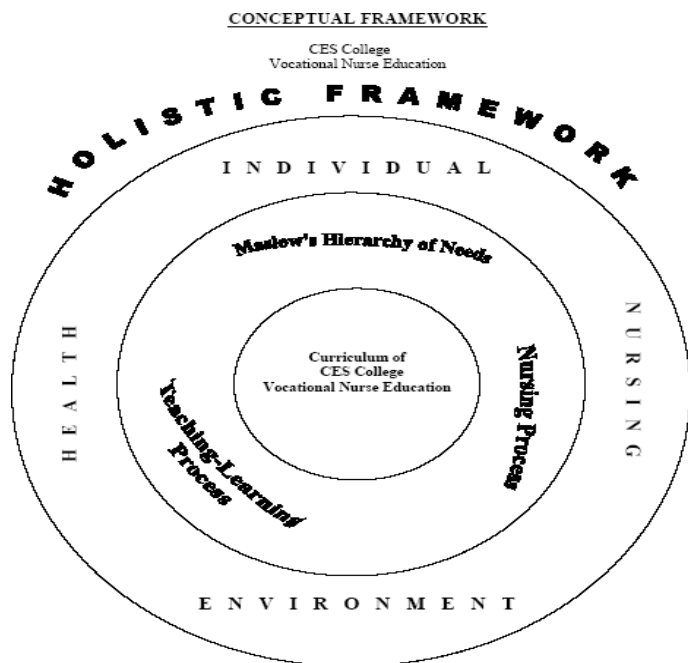 CONCEPTUAL FRAMEWORK
CES College
Vocational Nurse Education
HOLISTIC FRAMEWORK
INDIVIDUAL
Maslow's Hierarchy of Needs
HEALTH
NURSING
Curriculum of
CES College
Vocational Nurse Education
Nursing Process
Teaching-Learning
Process
ENVIRONMENT